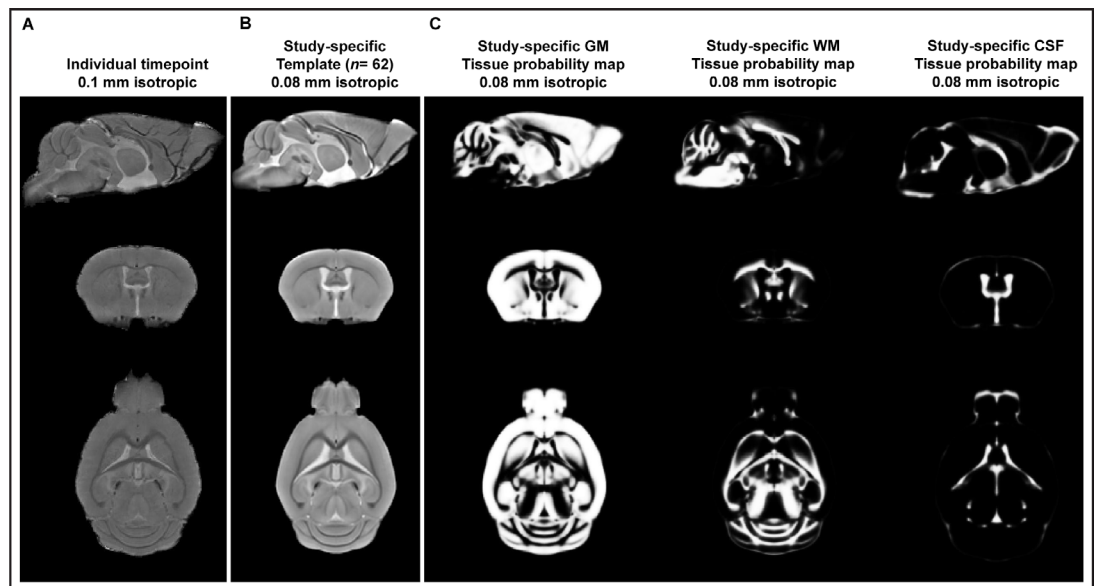 A
Individual timepoint
0.1 mm isotropic
B
Study-specific
Template (n= 62)
0.08 mm isotropic
C
Study-specific GM
Tissue probability map
0.08 mm isotropic
Study-specific WM
Tissue probability map
0.08 mm isotropic
Study-specific CSF
Tissue probability map
0.08 mm isotropic